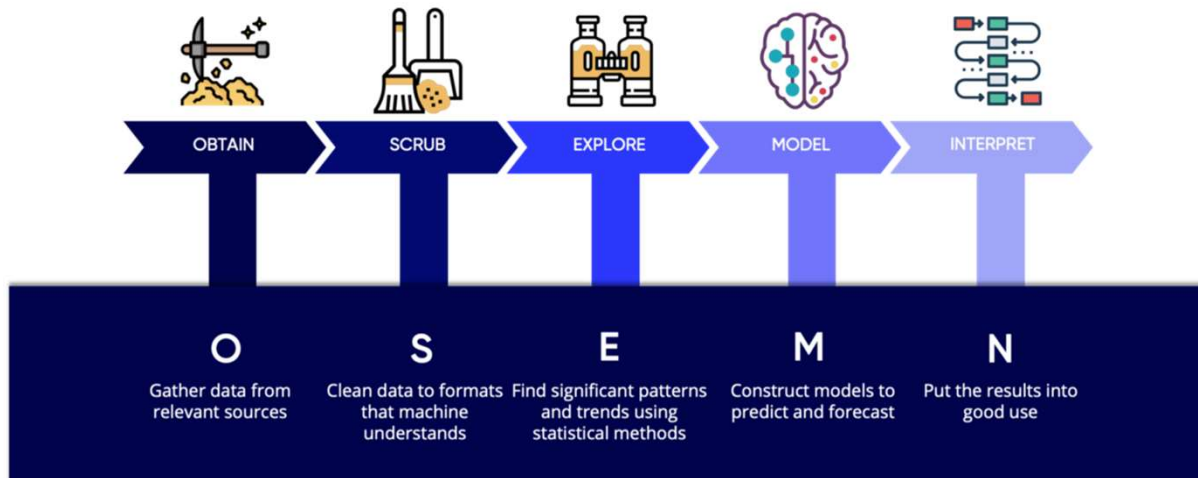 OBTAIN
SCRUB
EXPLORE
MODEL
INTERPRET
O
Gather data from
relevant sources
S
Clean data to formats
that machine
understands
E
Find significant patterns
and trends using
statistical methods
M
Construct models to
predict and forecast
N
Put the results into
good use